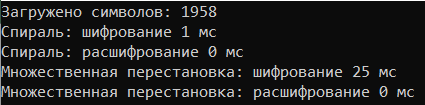 Загружено символов: 1958
Спираль: шифрование 1 мс
Спираль: расшифрование 0 мс
Множественная перестановка: шифрование 25 мс
Множественная перестановка: расшифрование 0 мс